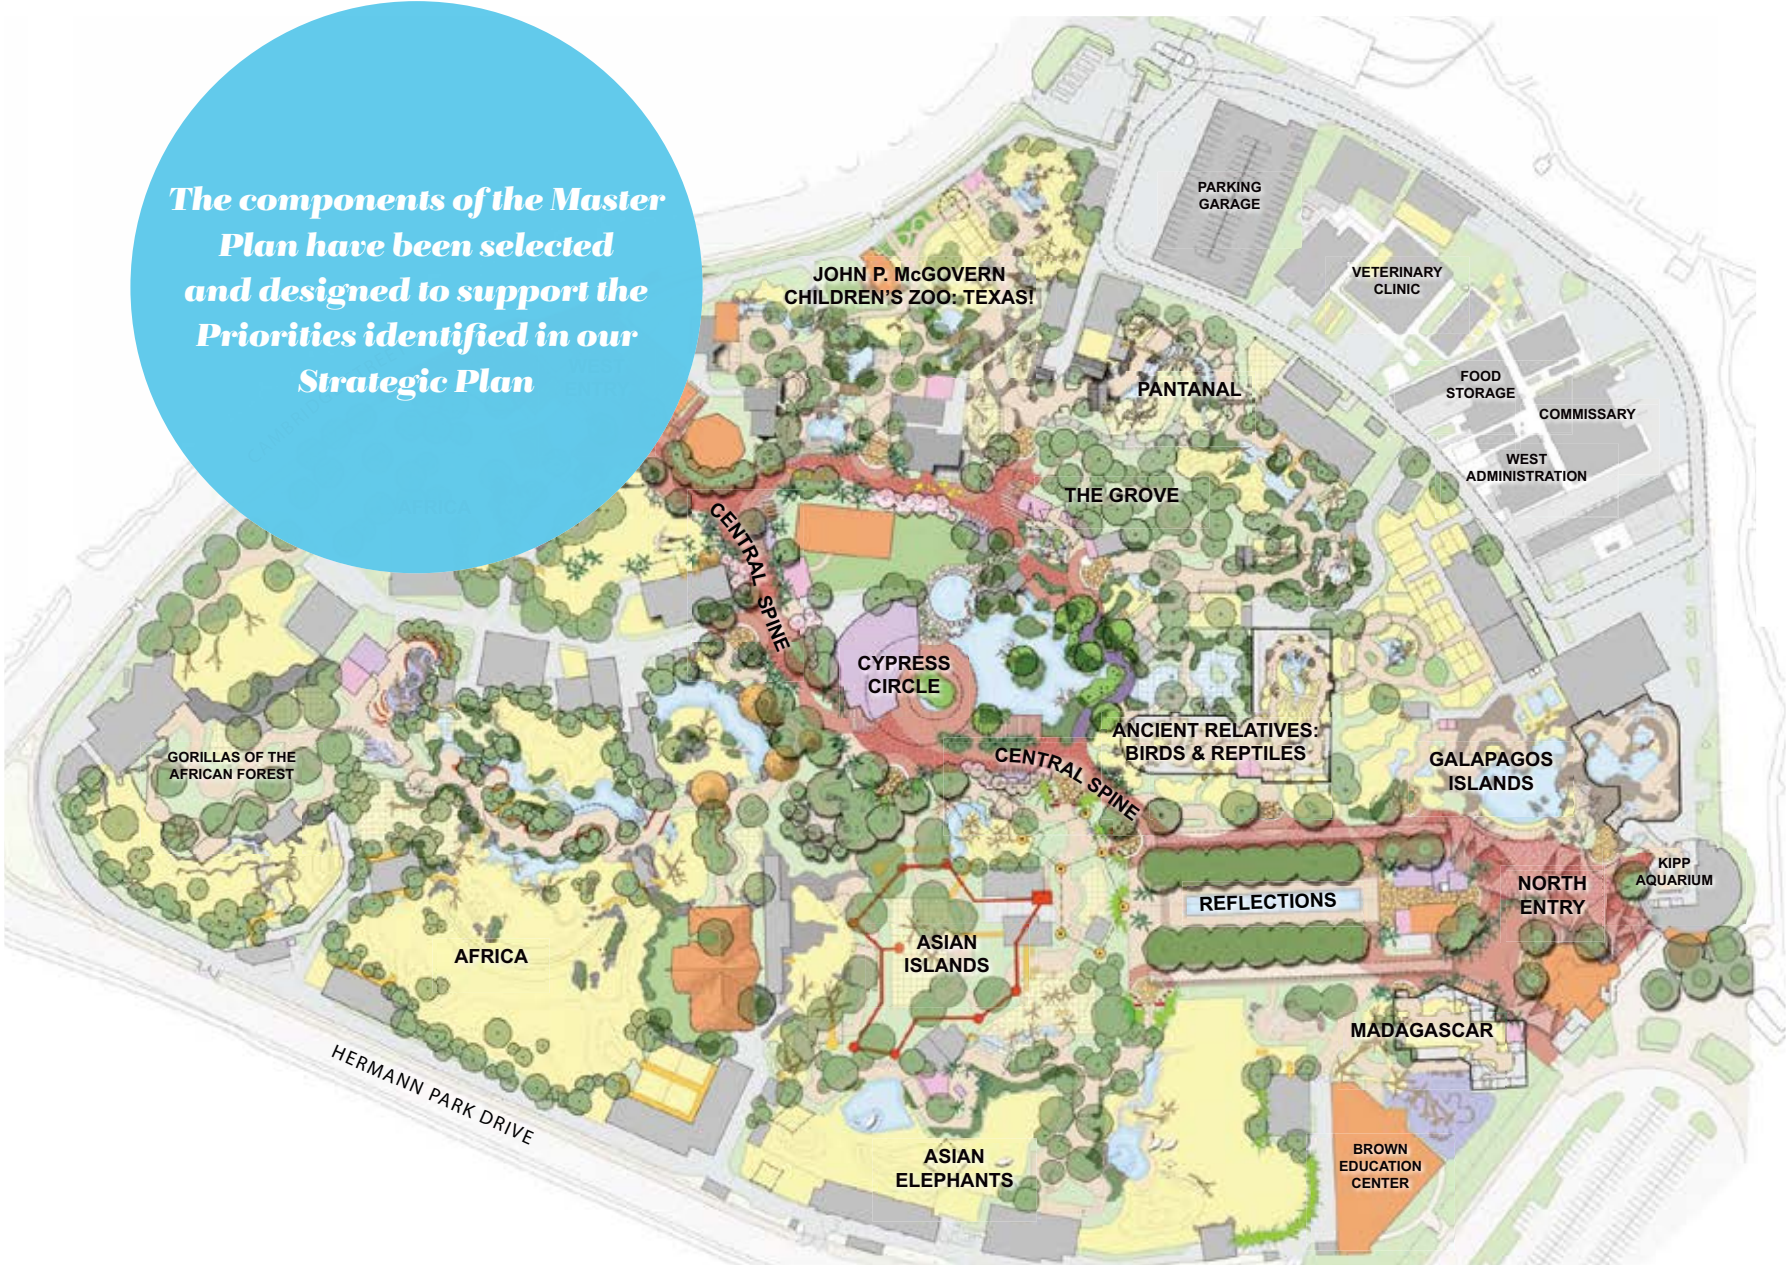 The components of the Master
Plan have been selected
and designed to support the
Priorities identified in our
Strategic Plan
WEST
ENTRY
AFRICA
PARKING
GARAGE
JOHN P. McGOVERN
CHILDREN'S ZOO: TEXAS!
VETERINARY
CLINIC
PANTANAL
FOOD
STORAGE
COMMISSARY
WEST
ADMINISTRATION
THE GROVE
CENTRAL SPINE
CYPRESS
CIRCLE
ANCIENT RELATIVES:
BIRDS & REPTILES
CENTRAL SPINE
GALAPAGOS
ISLANDS
GORILLAS OF THE
AFRICAN FOREST
KIPP
AQUARIUM
NORTH
ENTRY
REFLECTIONS
AFRICA
ASIAN
ISLANDS
MADAGASCAR
HERMANN PARK DRIVE
ASIAN
ELEPHANTS
BROWN
EDUCATION
CENTER